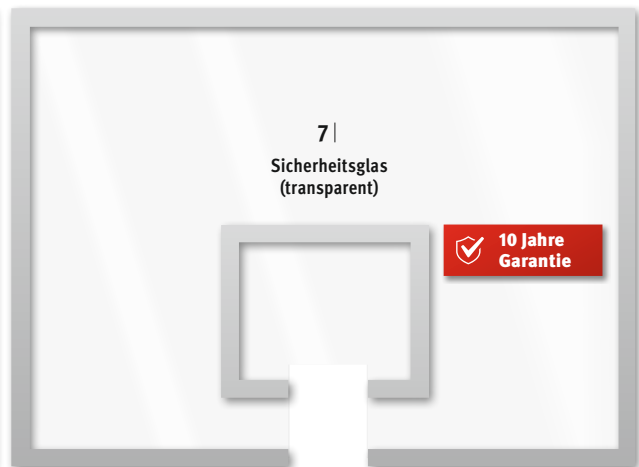 7 |
Sicherheitsglas
(transparent)
10 Jahre
Garantie